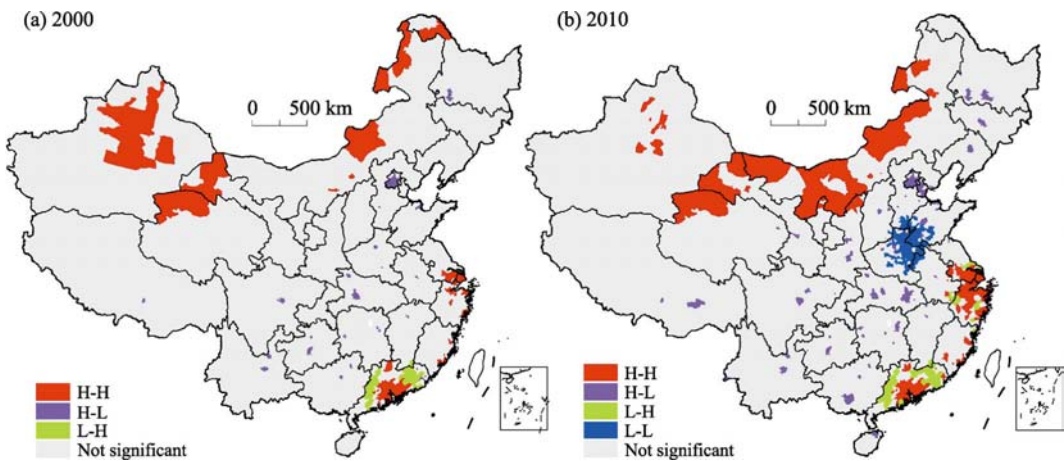 (a) 2000
0 500 km
H-H
H-L
L-H
Not significant
(b) 2010
0 500 km
H-H
H-L
L-H
L-L
Not significant